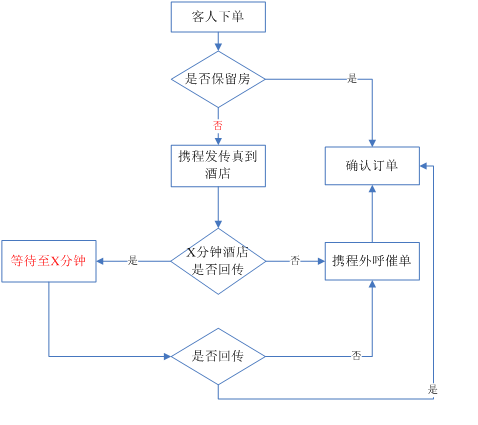 客人下单
是否保留房
是
否
携程发传真到
酒店
确认订单
X分钟酒店
是否回传
是
否
等待至X分钟
携程外呼催单
是否回传
否
是